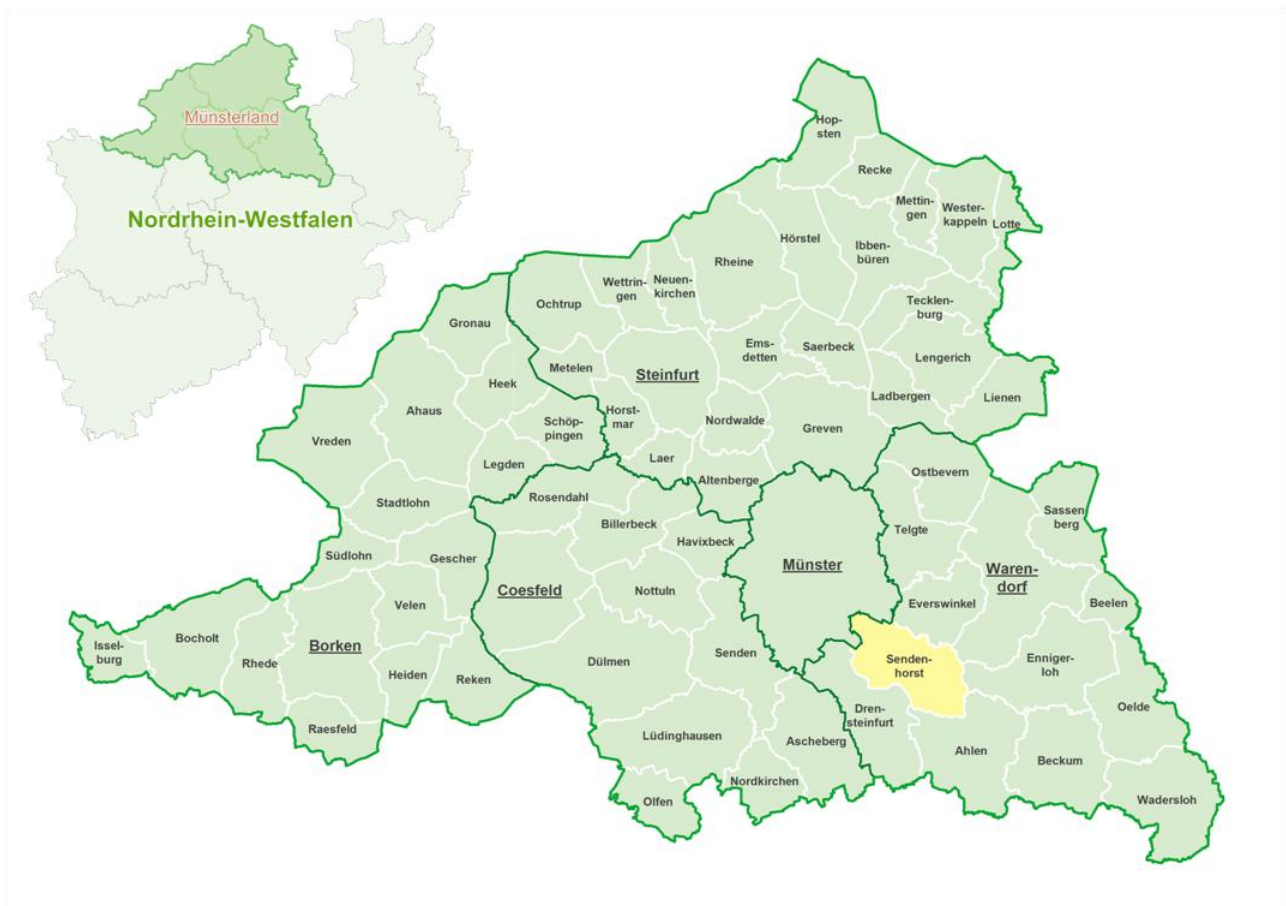 Münsterland
Nordrhein-Westfalen
Hop-
sten
Recke
Mettin-
gen
Wester-
kappeln
Lotte
Hörstel
Ibben-
büren
Rheine
Wettrin-
gen
Neuen-
kirchen
Ochtrup
Tecklen-
burg
Gronau
Ems-
detten
Saerbeck
Lengerich
Metelen
Steinfurt
Heek
Ladbergen
Lienen
Ahaus
Horst-
mar
Nordwalde
Greven
Schöp-
pingen
Vreden
Laer
Legden
Altenberge
Ostbevern
Rosendahl
Stadtlohn
Billerbeck
Sassen
berg
Telgte
Havixbeck
Südlohn
Gescher
Münster
Waren-
dorf
Coesfeld
Nottuln
Velen
Everswinkel
Beelen
Isselburg
Bocholt
Borken
Rhede
Senden
Dülmen
Senden-
horst
Enniger-
loh
Heiden
Reken
Oelde
Dren-
steinfurt
Raesfeld
Lüdinghausen
Ascheberg
Ahlen
Beckum
Nordkirchen
Olfen
Wadersloh